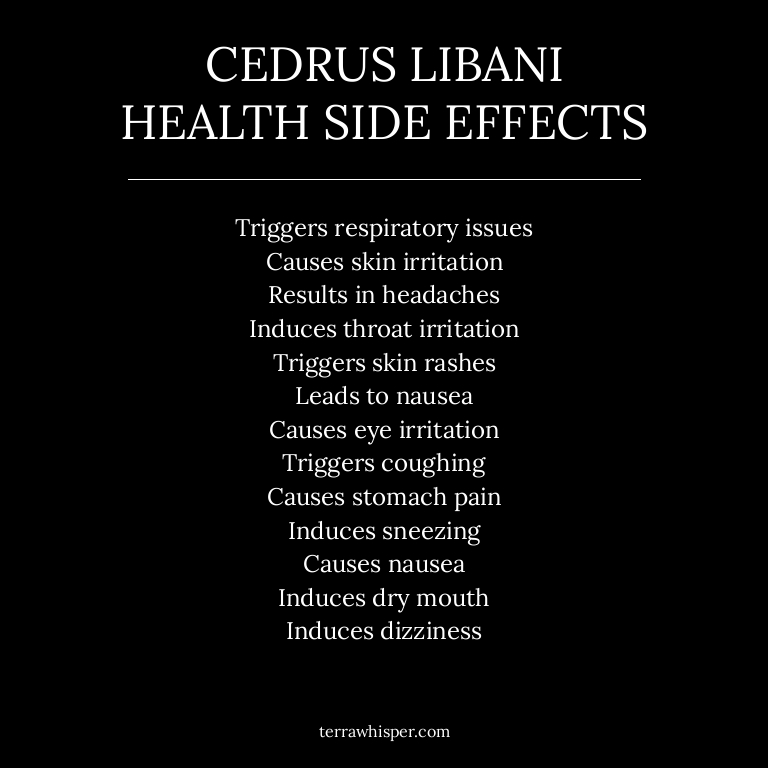 CEDRUS LIBANI
HEALTH SIDE EFFECTS
Triggers respiratory issues
Causes skin irritation
Results in headaches
Induces throat irritation
Triggers skin rashes
Leads to nausea
Causes eye irritation
Triggers coughing
Causes stomach pain
Induces sneezing
Causes nausea
Induces dry mouth
Induces dizziness
terrawhisper.com